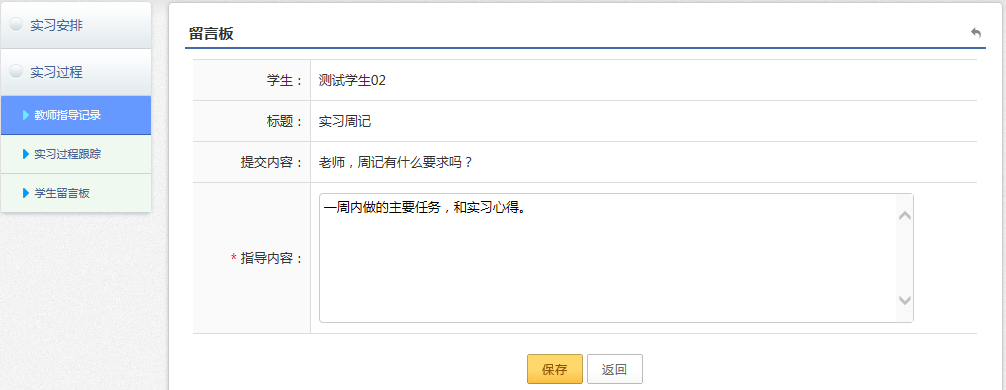 实习安排
实习过程
教师指导记录
实习过程跟踪
学生留言板
留言板
学生：
测试学生02
标题：
实习周记
提交内容：
老师，周记有什么要求吗？
* 指导内容：
一周内做的主要任务，和实习心得。
保存
返回